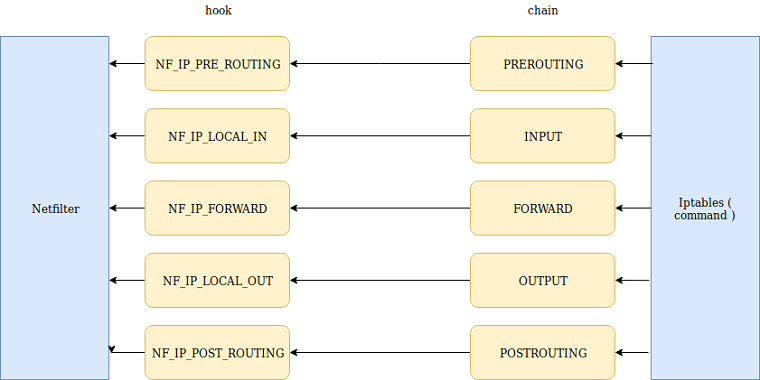 hook
chain
NF_IP_PRE_ROUTING
PREROUTING
NF_IP_LOCAL_IN
INPUT
Netfilter
NF_IP_FORWARD
FORWARD
Iptables (
command )
NF_IP_LOCAL_OUT
OUTPUT
NF_IP_POST_ROUTING
POSTROUTING